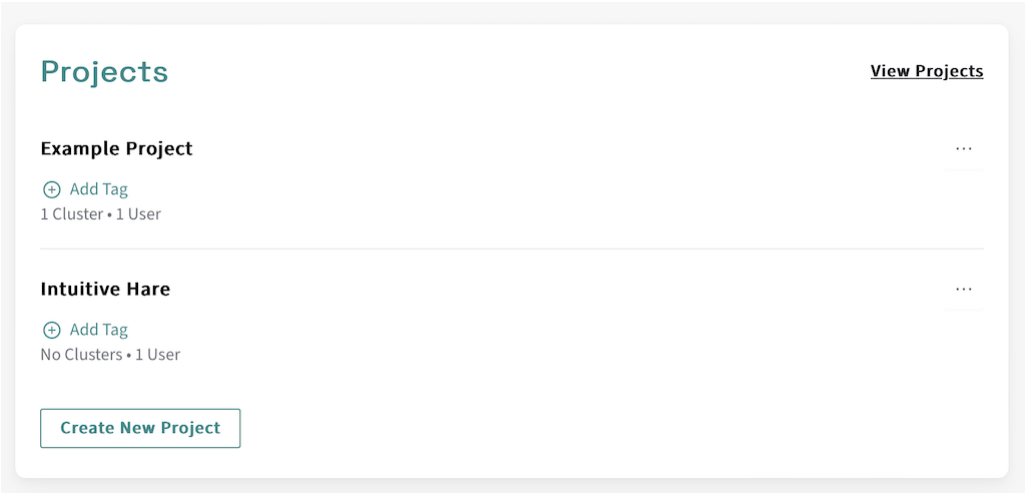 Projects
View Projects
Example Project
...
Add Tag
1 Cluster • 1 User
Intuitive Hare
...
Add Tag
No Clusters • 1 User
Create New Project